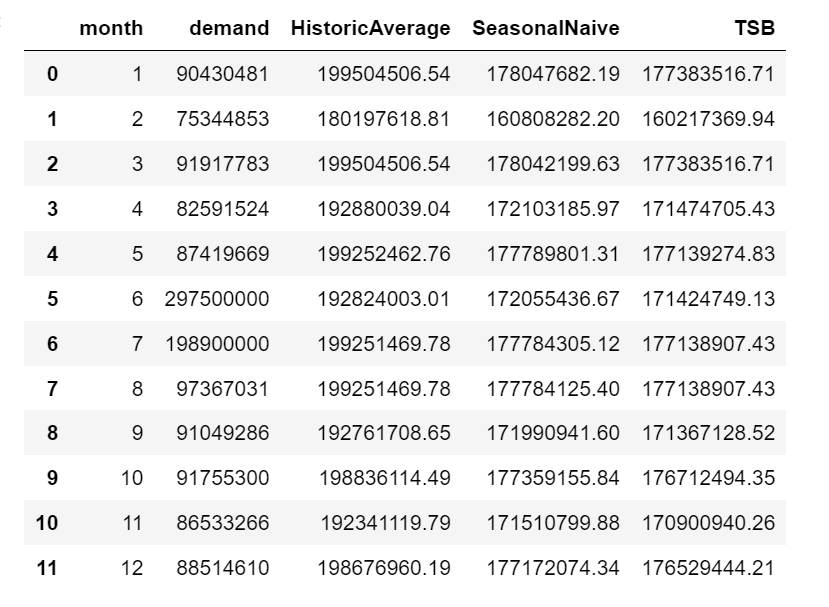 month demand HistoricAverage SeasonalNaive TSB
0 1 90430481 199504506.54 178047682.19 177383516.71
1 2 75344853 180197618.81 160808282.20 160217369.94
2 3 91917783 199504506.54 178042199.63 177383516.71
3 4 82591524 192880039.04 172103185.97 171474705.43
4 5 87419669 199252462.76 177789801.31 177139274.83
5 6 297500000 192824003.01 172055436.67 171424749.13
6 7 198900000 199251469.78 177784305.12 177138907.43
7 8 97367031 199251469.78 177784125.40 177138907.43
8 9 91049286 192761708.65 171990941.60 171367128.52
9 10 91755300 198836114.49 177359155.84 176712494.35
10 11 86533266 192341119.79 171510799.88 170900940.26
11 12 88514610 198676960.19 177172074.34 176529444.21